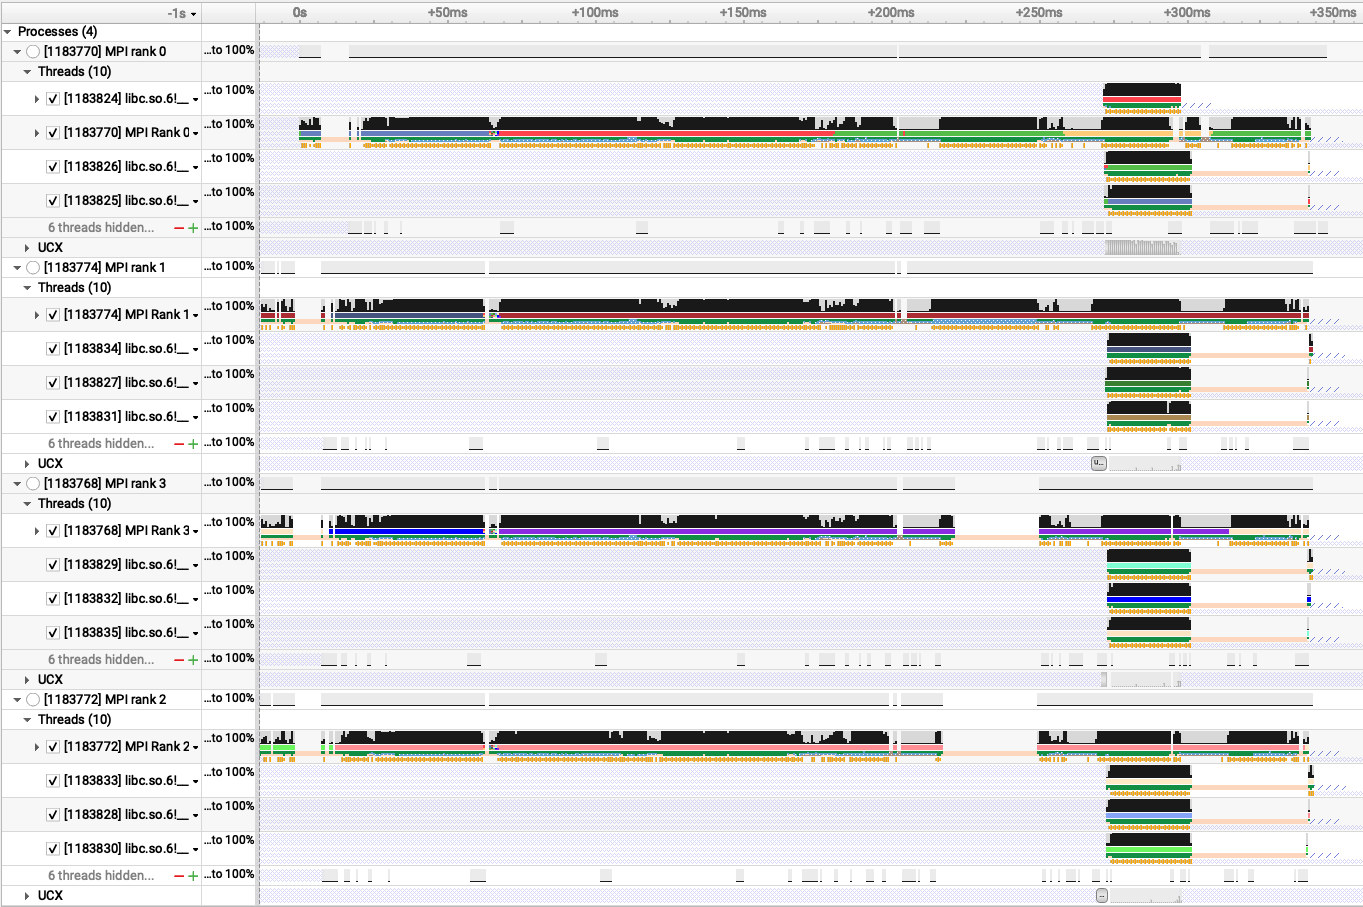 -1s 0s +50ms +100ms +150ms +200ms +250ms +300ms +350ms
Processes (4)
[1183770] MPI rank 0 ...to 100%
Threads (10)
[1183824] libc.so.6!__ ...to 100%
[1183770] MPI Rank 0 ...to 100%
[1183826] libc.so.6!__ ...to 100%
[1183825] libc.so.6!__ ...to 100%
6 threads hidden... ...to 100%
UCX
[1183774] MPI rank 1 ...to 100%
Threads (10)
[1183774] MPI Rank 1 ...to 100%
[1183834] libc.so.6!__ ...to 100%
[1183827] libc.so.6!__ ...to 100%
[1183831] libc.so.6!__ ...to 100%
6 threads hidden... ...to 100%
UCX u...
[1183768] MPI rank 3 ...to 100%
Threads (10)
[1183768] MPI Rank 3 ...to 100%
[1183829] libc.so.6!__ ...to 100%
[1183832] libc.so.6!__ ...to 100%
[1183835] libc.so.6!__ ...to 100%
6 threads hidden... ...to 100%
UCX
[1183772] MPI rank 2 ...to 100%
Threads (10)
[1183772] MPI Rank 2 ...to 100%
[1183833] libc.so.6!__ ...to 100%
[1183828] libc.so.6!__ ...to 100%
[1183830] libc.so.6!__ ...to 100%
6 threads hidden... ...to 100%
UCX ...